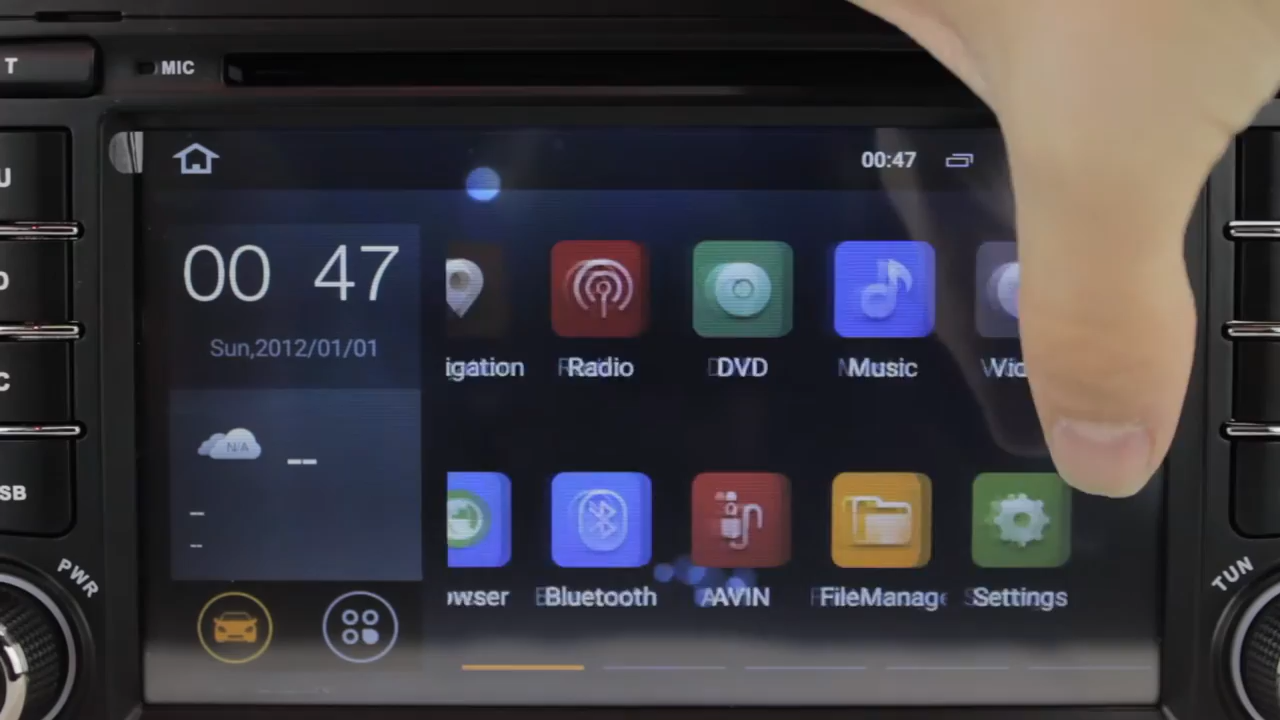 T
MIC
U
00:47
00 47
Sun,2012/01/01
igation
Radio
DVD
Music
Vid
C
N/A
--
--
--
SB
wser
Bluetooth
AVIN
FileManage
Settings
PWR
TUN